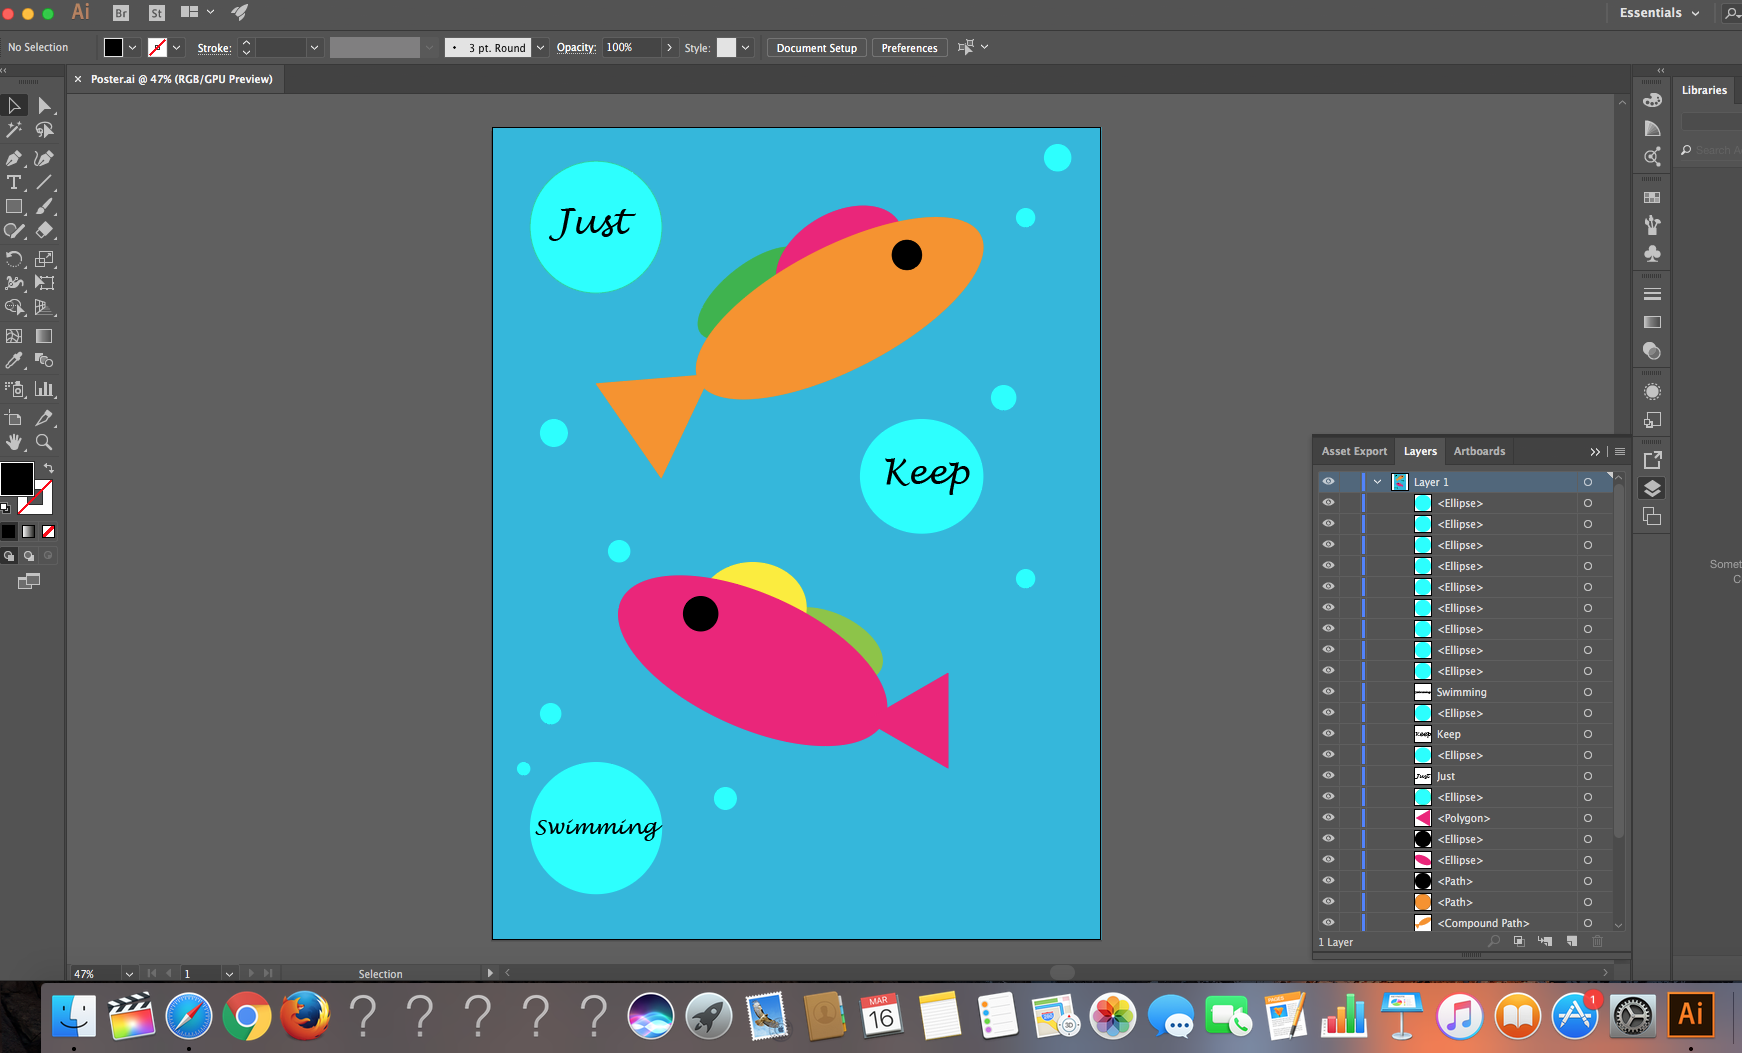 Ai
Br
St
Essentials
No Selection
Stroke:
3 pt. Round
Opacity:
100%
Style:
Document Setup
Preferences
Poster.ai @ 47% (RGB/GPU Preview)
Libraries
Search A
Just
Keep
Swimming
Asset Export
Layers
Artboards
Layer 1
<Ellipse>
<Ellipse>
<Ellipse>
<Ellipse>
<Ellipse>
<Ellipse>
<Ellipse>
<Ellipse>
<Ellipse>
Swimming
<Ellipse>
Keep
<Ellipse>
Just
<Ellipse>
<Polygon>
<Ellipse>
<Ellipse>
<Path>
<Path>
<Compound Path>
1 Layer
Somet
C
47%
1
Selection
? ? ? ? ?
MAR
16
PAGES
1
Ai